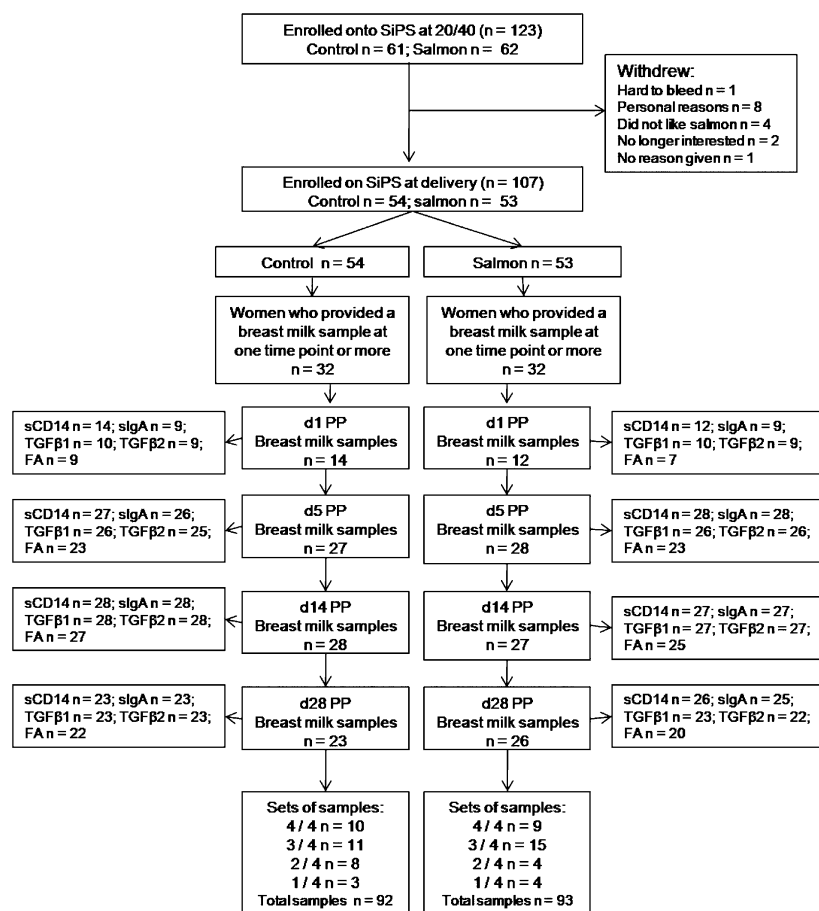 Enrolled onto SiPS at 20/40 (n = 123)
Control n = 61; Salmon n = 62
Withdrew:
Hard to bleed n = 1
Personal reasons n = 8
Did not like salmon n = 4
No longer interested n = 2
No reason given n = 1
Enrolled on SiPS at delivery (n = 107)
Control n = 54; salmon n = 53
Control n = 54
Salmon n = 53
Women who provided a
breast milk sample at
one time point or more
n = 32
Women who provided a
breast milk sample at
one time point or more
n = 32
sCD14 n = 14; sIgA n = 9;
TGFβ1 n = 10; TGFβ2 n = 9;
FA n = 9
d1 PP
Breast milk samples
n = 14
d1 PP
Breast milk samples
n = 12
sCD14 n = 12; sIgA n = 9;
TGFβ1 n = 10; TGFβ2 n = 9;
FA n = 7
sCD14 n = 27; sIgA n = 26;
TGFβ1 n = 26; TGFβ2 n = 25;
FA n = 23
d5 PP
Breast milk samples
n = 27
d5 PP
Breast milk samples
n = 28
sCD14 n = 28; sIgA n = 28;
TGFβ1 n = 26; TGFβ2 n = 26;
FA n = 23
sCD14 n = 28; sIgA n = 28;
TGFβ1 n = 28; TGFβ2 n = 28;
FA n = 27
d14 PP
Breast milk samples
n = 28
d14 PP
Breast milk samples
n = 27
sCD14 n = 27; sIgA n = 27;
TGFβ1 n = 27; TGFβ2 n = 27;
FA n = 25
sCD14 n = 23; sIgA n = 23;
TGFβ1 n = 23; TGFβ2 n = 23;
FA n = 22
d28 PP
Breast milk samples
n = 23
d28 PP
Breast milk samples
n = 26
sCD14 n = 26; sIgA n = 25;
TGFβ1 n = 23; TGFβ2 n = 22;
FA n = 20
Sets of samples:
4 / 4 n = 10
3 / 4 n = 11
2 / 4 n = 8
1 / 4 n = 3
Total samples n = 92
Sets of samples:
4 / 4 n = 9
3 / 4 n = 15
2 / 4 n = 4
1 / 4 n = 4
Total samples n = 93